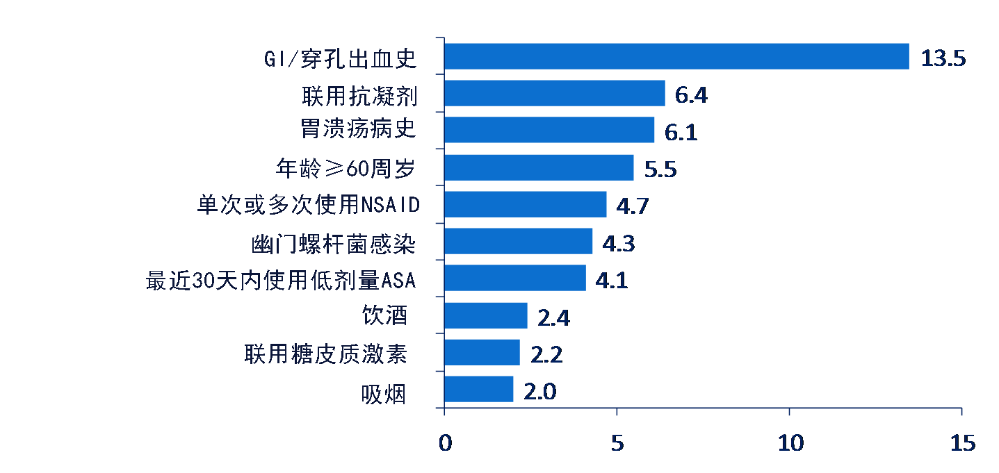 GI/穿孔出血史 13.5
联用抗凝剂 6.4
胃溃疡病史 6.1
年龄≥60周岁 5.5
单次或多次使用NSAID 4.7
幽门螺杆菌感染 4.3
最近30天内使用低剂量ASA 4.1
饮酒 2.4
联用糖皮质激素 2.2
吸烟 2.0
0 5 10 15